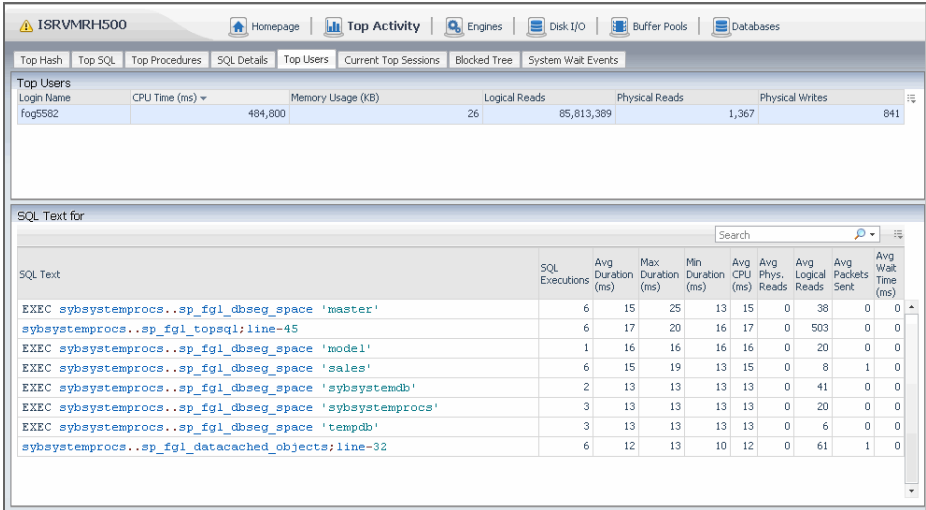 ISRVMRH500 Homepage Top Activity Engines Disk I/O Buffer Pools Databases
Top Hash Top SQL Top Procedures SQL Details Top Users Current Top Sessions Blocked Tree System Wait Events
Top Users
Login Name CPU Time (ms) Memory Usage (KB) Logical Reads Physical Reads Physical Writes
fog5582 484,800 26 85,813,389 1,367 841
SQL Text for
Search
SQL Text SQL Executions Avg Duration (ms) Max Duration (ms) Min Duration (ms) Avg CPU (ms) Avg Phys. Reads Avg Logical Reads Avg Packets Sent Avg Wait Time (ms)
EXEC sybsystemprocs..sp_fgl_dbseg_space 'master' 6 15 25 13 15 0 38 0 0
sybsystemprocs..sp_fgl_topsql;line-45 6 17 20 16 17 0 503 0 0
EXEC sybsystemprocs..sp_fgl_dbseg_space 'model' 1 16 16 16 16 0 20 0 0
EXEC sybsystemprocs..sp_fgl_dbseg_space 'sales' 6 15 19 13 15 0 8 1 0
EXEC sybsystemprocs..sp_fgl_dbseg_space 'sybsystemdb' 2 13 13 13 13 0 41 0 0
EXEC sybsystemprocs..sp_fgl_dbseg_space 'sybsystemprocs' 3 13 13 13 13 0 20 0 0
EXEC sybsystemprocs..sp_fgl_dbseg_space 'tempdb' 3 13 13 13 13 0 6 0 0
sybsystemprocs..sp_fgl_datacached_objects;line-32 6 12 13 10 12 0 61 1 0